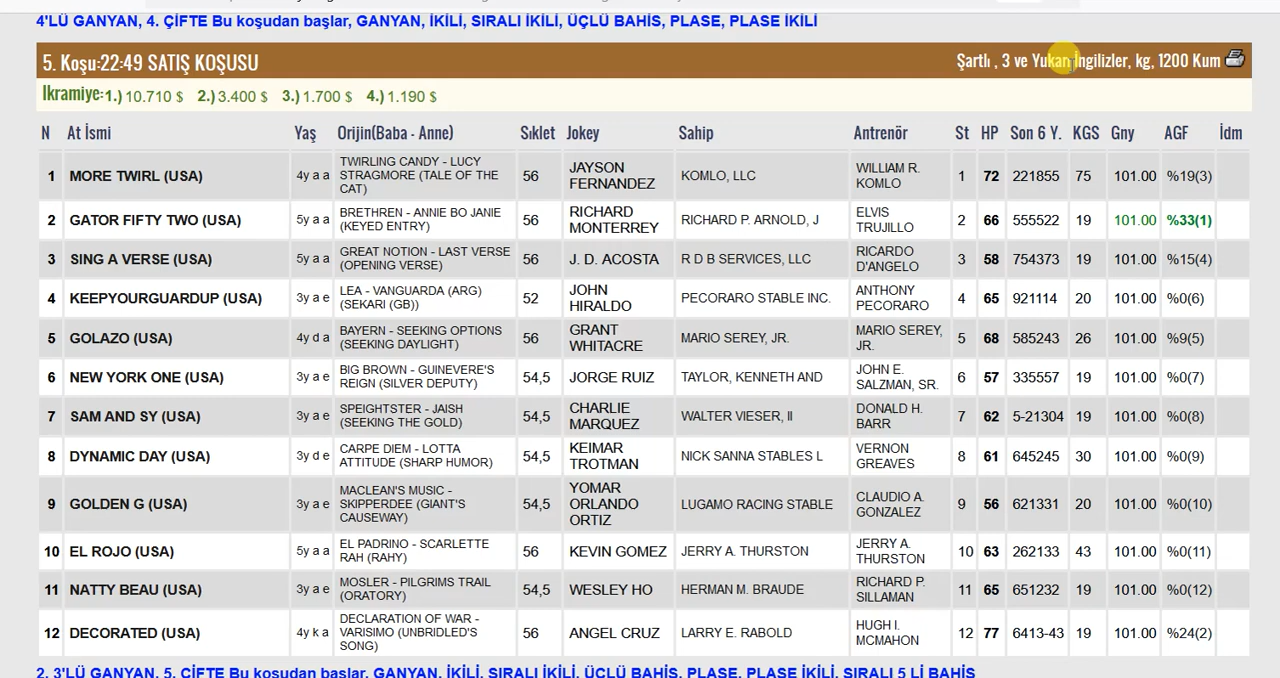 4'LÜ GANYAN, 4. ÇİFTE Bu koşudan başlar, GANYAN, İKİLİ, SIRALI İKİLİ, ÜÇLÜ BAHİS, PLASE, PLASE İKİLİ
5. Koşu:22:49 SATIŞ KOŞUSU Şartlı , 3 ve Yukarı İngilizler, kg, 1200 Kum
Ikramiye:1.) 10.710 $ 2.) 3.400 $ 3.) 1.700 $ 4.) 1.190 $
N At İsmi Yaş Orijin(Baba - Anne) Sıklet Jokey Sahip Antrenör St HP Son 6 Y. KGS Gny AGF İdm
1 MORE TWIRL (USA) 4y a a TWIRLING CANDY - LUCY STRAGMORE (TALE OF THE CAT) 56 JAYSON FERNANDEZ KOMLO, LLC WILLIAM R. KOMLO 1 72 221855 75 101.00 %19(3)
2 GATOR FIFTY TWO (USA) 5y a a BRETHREN - ANNIE BO JANIE (KEYED ENTRY) 56 RICHARD MONTERREY RICHARD P. ARNOLD, J ELVIS TRUJILLO 2 66 555522 19 101.00 %33(1)
3 SING A VERSE (USA) 5y a a GREAT NOTION - LAST VERSE (OPENING VERSE) 56 J. D. ACOSTA R D B SERVICES, LLC RICARDO D'ANGELO 3 58 754373 19 101.00 %15(4)
4 KEEPYOURGUARDUP (USA) 3y a e LEA - VANGUARDA (ARG) (SEKARI (GB)) 52 JOHN HIRALDO PECORARO STABLE INC. ANTHONY PECORARO 4 65 921114 20 101.00 %0(6)
5 GOLAZO (USA) 4y d a BAYERN - SEEKING OPTIONS (SEEKING DAYLIGHT) 56 GRANT WHITACRE MARIO SEREY, JR. MARIO SEREY, JR. 5 68 585243 26 101.00 %9(5)
6 NEW YORK ONE (USA) 3y a e BIG BROWN - GUINEVERE'S REIGN (SILVER DEPUTY) 54,5 JORGE RUIZ TAYLOR, KENNETH AND JOHN E. SALZMAN, SR. 6 57 335557 19 101.00 %0(7)
7 SAM AND SY (USA) 3y a e SPEIGHTSTER - JAISH (SEEKING THE GOLD) 54,5 CHARLIE MARQUEZ WALTER VIESER, II DONALD H. BARR 7 62 5-21304 19 101.00 %0(8)
8 DYNAMIC DAY (USA) 3y d e CARPE DIEM - LOTTA ATTITUDE (SHARP HUMOR) 54,5 KEIMAR TROTMAN NICK SANNA STABLES L VERNON GREAVES 8 61 645245 30 101.00 %0(9)
9 GOLDEN G (USA) 3y a e MACLEAN'S MUSIC - SKIPPERDEE (GIANT'S CAUSEWAY) 54,5 YOMAR ORLANDO ORTIZ LUGAMO RACING STABLE CLAUDIO A. GONZALEZ 9 56 621331 20 101.00 %0(10)
10 EL ROJO (USA) 5y a a EL PADRINO - SCARLETTE RAH (RAHY) 56 KEVIN GOMEZ JERRY A. THURSTON JERRY A. THURSTON 10 63 262133 43 101.00 %0(11)
11 NATTY BEAU (USA) 3y a e MOSLER - PILGRIMS TRAIL (ORATORY) 54,5 WESLEY HO HERMAN M. BRAUDE RICHARD P. SILLAMAN 11 65 651232 19 101.00 %0(12)
12 DECORATED (USA) 4y k a DECLARATION OF WAR - VARISIMO (UNBRIDLED'S SONG) 56 ANGEL CRUZ LARRY E. RABOLD HUGH I. MCMAHON 12 77 6413-43 19 101.00 %24(2)
2. 3'LÜ GANYAN, 5. ÇİFTE Bu koşudan başlar, GANYAN, İKİLİ, SIRALI İKİLİ, ÜÇLÜ BAHİS, PLASE, PLASE İKİLİ, SIRALI 5 Lİ BAHİS